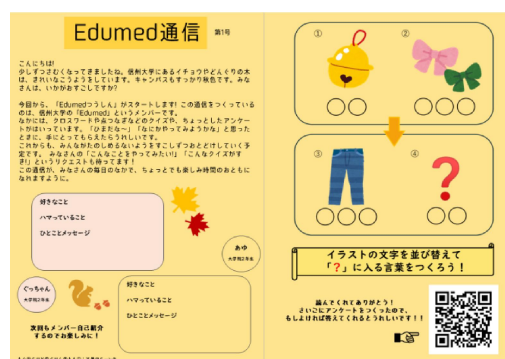 Edumed通信 第1号
こんにちは!
少しずつさむくなってきましたね。信州大学にあるイチョウやどんぐりの木
は、きれいなこうようをしています。キャンパスもすっかり秋色です。みな
さんは、いかがおすごしですか?
今回から、「Edumedつうしん」がスタートします! この通信をつくっている
のは、信州大学の「Edumed」というメンバーです。
なかには、クロスワードや点つなぎなどのクイズや、ちょっとしたアンケー
トがはいっています。「ひまだな〜」「なにかやってみようかな」と思った
ときに、手にとってもらえたらうれしいです。
これからも、みんながたのしめるないようをすこしずつおとどけしていく予
定です。 みなさんの「こんなことをやってみたい!」「こんなクイズがす
き!」というリクエストも待ってます!
この通信が、みなさんの毎日のなかで、ちょっとでも楽しみ時間のおともに
なれますように。
好きなこと
ハマっていること
ひとことメッセージ
あゆ
大学院2年生
ぐっちゃん
大学院2年生
好きなこと
ハマっていること
ひとことメッセージ
次回もメンバー自己紹介
するのでお楽しみに!
①
②
③
④
?
イラストの文字を並び替えて
「?」に入る言葉をつくろう!
読んでくれてありがとう!
さいごにアンケートをつくったので、
もしよければ答えてくれるとうれしいです!!